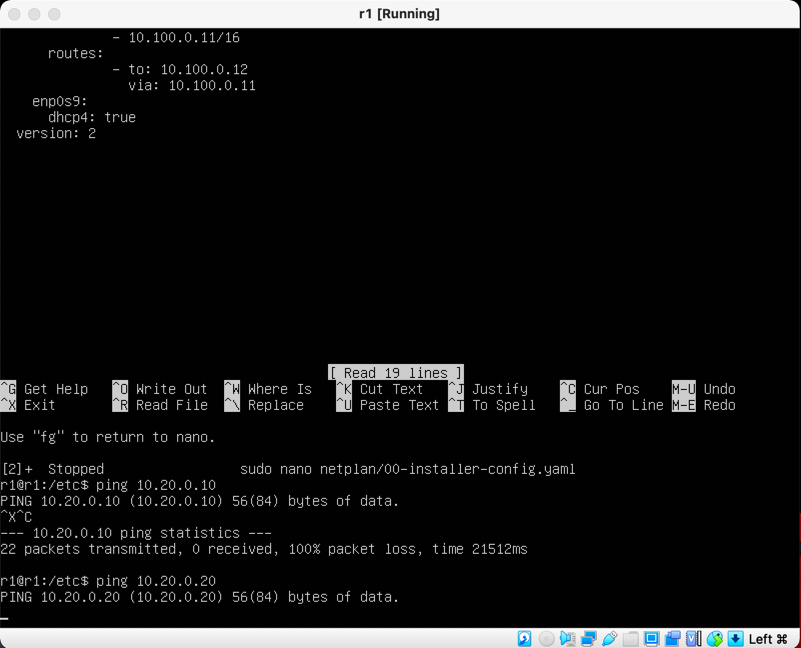 r1 [Running]
- 10.100.0.11/16
routes:
- to: 10.100.0.12
via: 10.100.0.11
enp0s9:
dhcp4: true
version: 2
[ Read 19 lines ]
^G Get Help ^O Write Out ^W Where Is ^K Cut Text ^J Justify ^C Cur Pos M-U Undo
^X Exit ^R Read File ^\ Replace ^U Paste Text ^T To Spell ^_ Go To Line M-E Redo
Use "fg" to return to nano.
[2]+ Stopped sudo nano netplan/00-installer-config.yaml
r1@r1:/etc$ ping 10.20.0.10
PING 10.20.0.10 (10.20.0.10) 56(84) bytes of data.
^X^C
--- 10.20.0.10 ping statistics ---
22 packets transmitted, 0 received, 100% packet loss, time 21512ms
r1@r1:/etc$ ping 10.20.0.20
PING 10.20.0.20 (10.20.0.20) 56(84) bytes of data.
Left ⌘